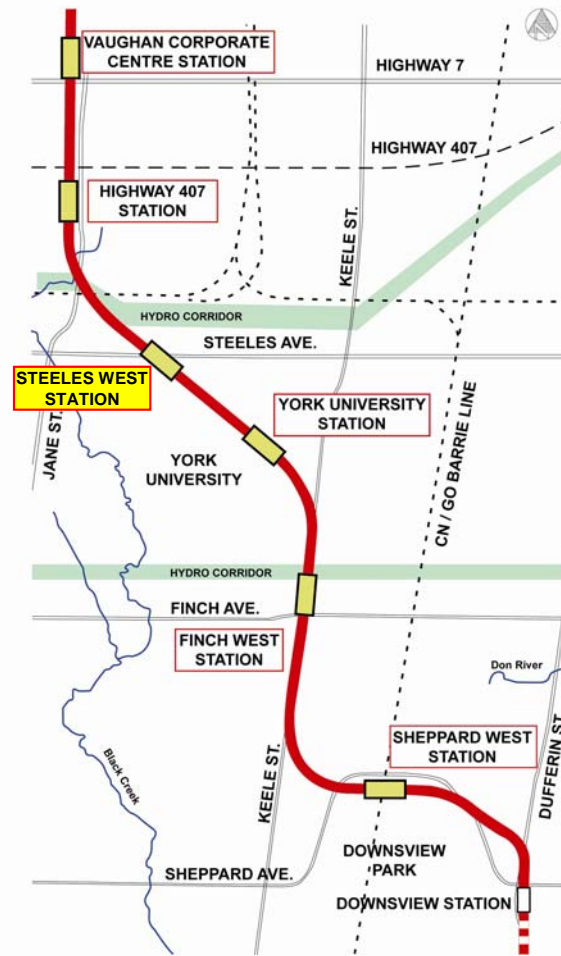 VAUGHAN CORPORATE
CENTRE STATION
HIGHWAY 7
HIGHWAY 407
HIGHWAY 407
STATION
KEELE ST.
HYDRO CORRIDOR
STEELES AVE.
STEELES WEST
STATION
JANE ST.
YORK UNIVERSITY
STATION
YORK
UNIVERSITY
CN / GO BARRIE LINE
HYDRO CORRIDOR
FINCH AVE.
FINCH WEST
STATION
Don River
SHEPPARD WEST
STATION
DUFFERIN ST.
Black Creek
KEELE ST.
DOWNSVIEW
PARK
SHEPPARD AVE.
DOWNSVIEW STATION